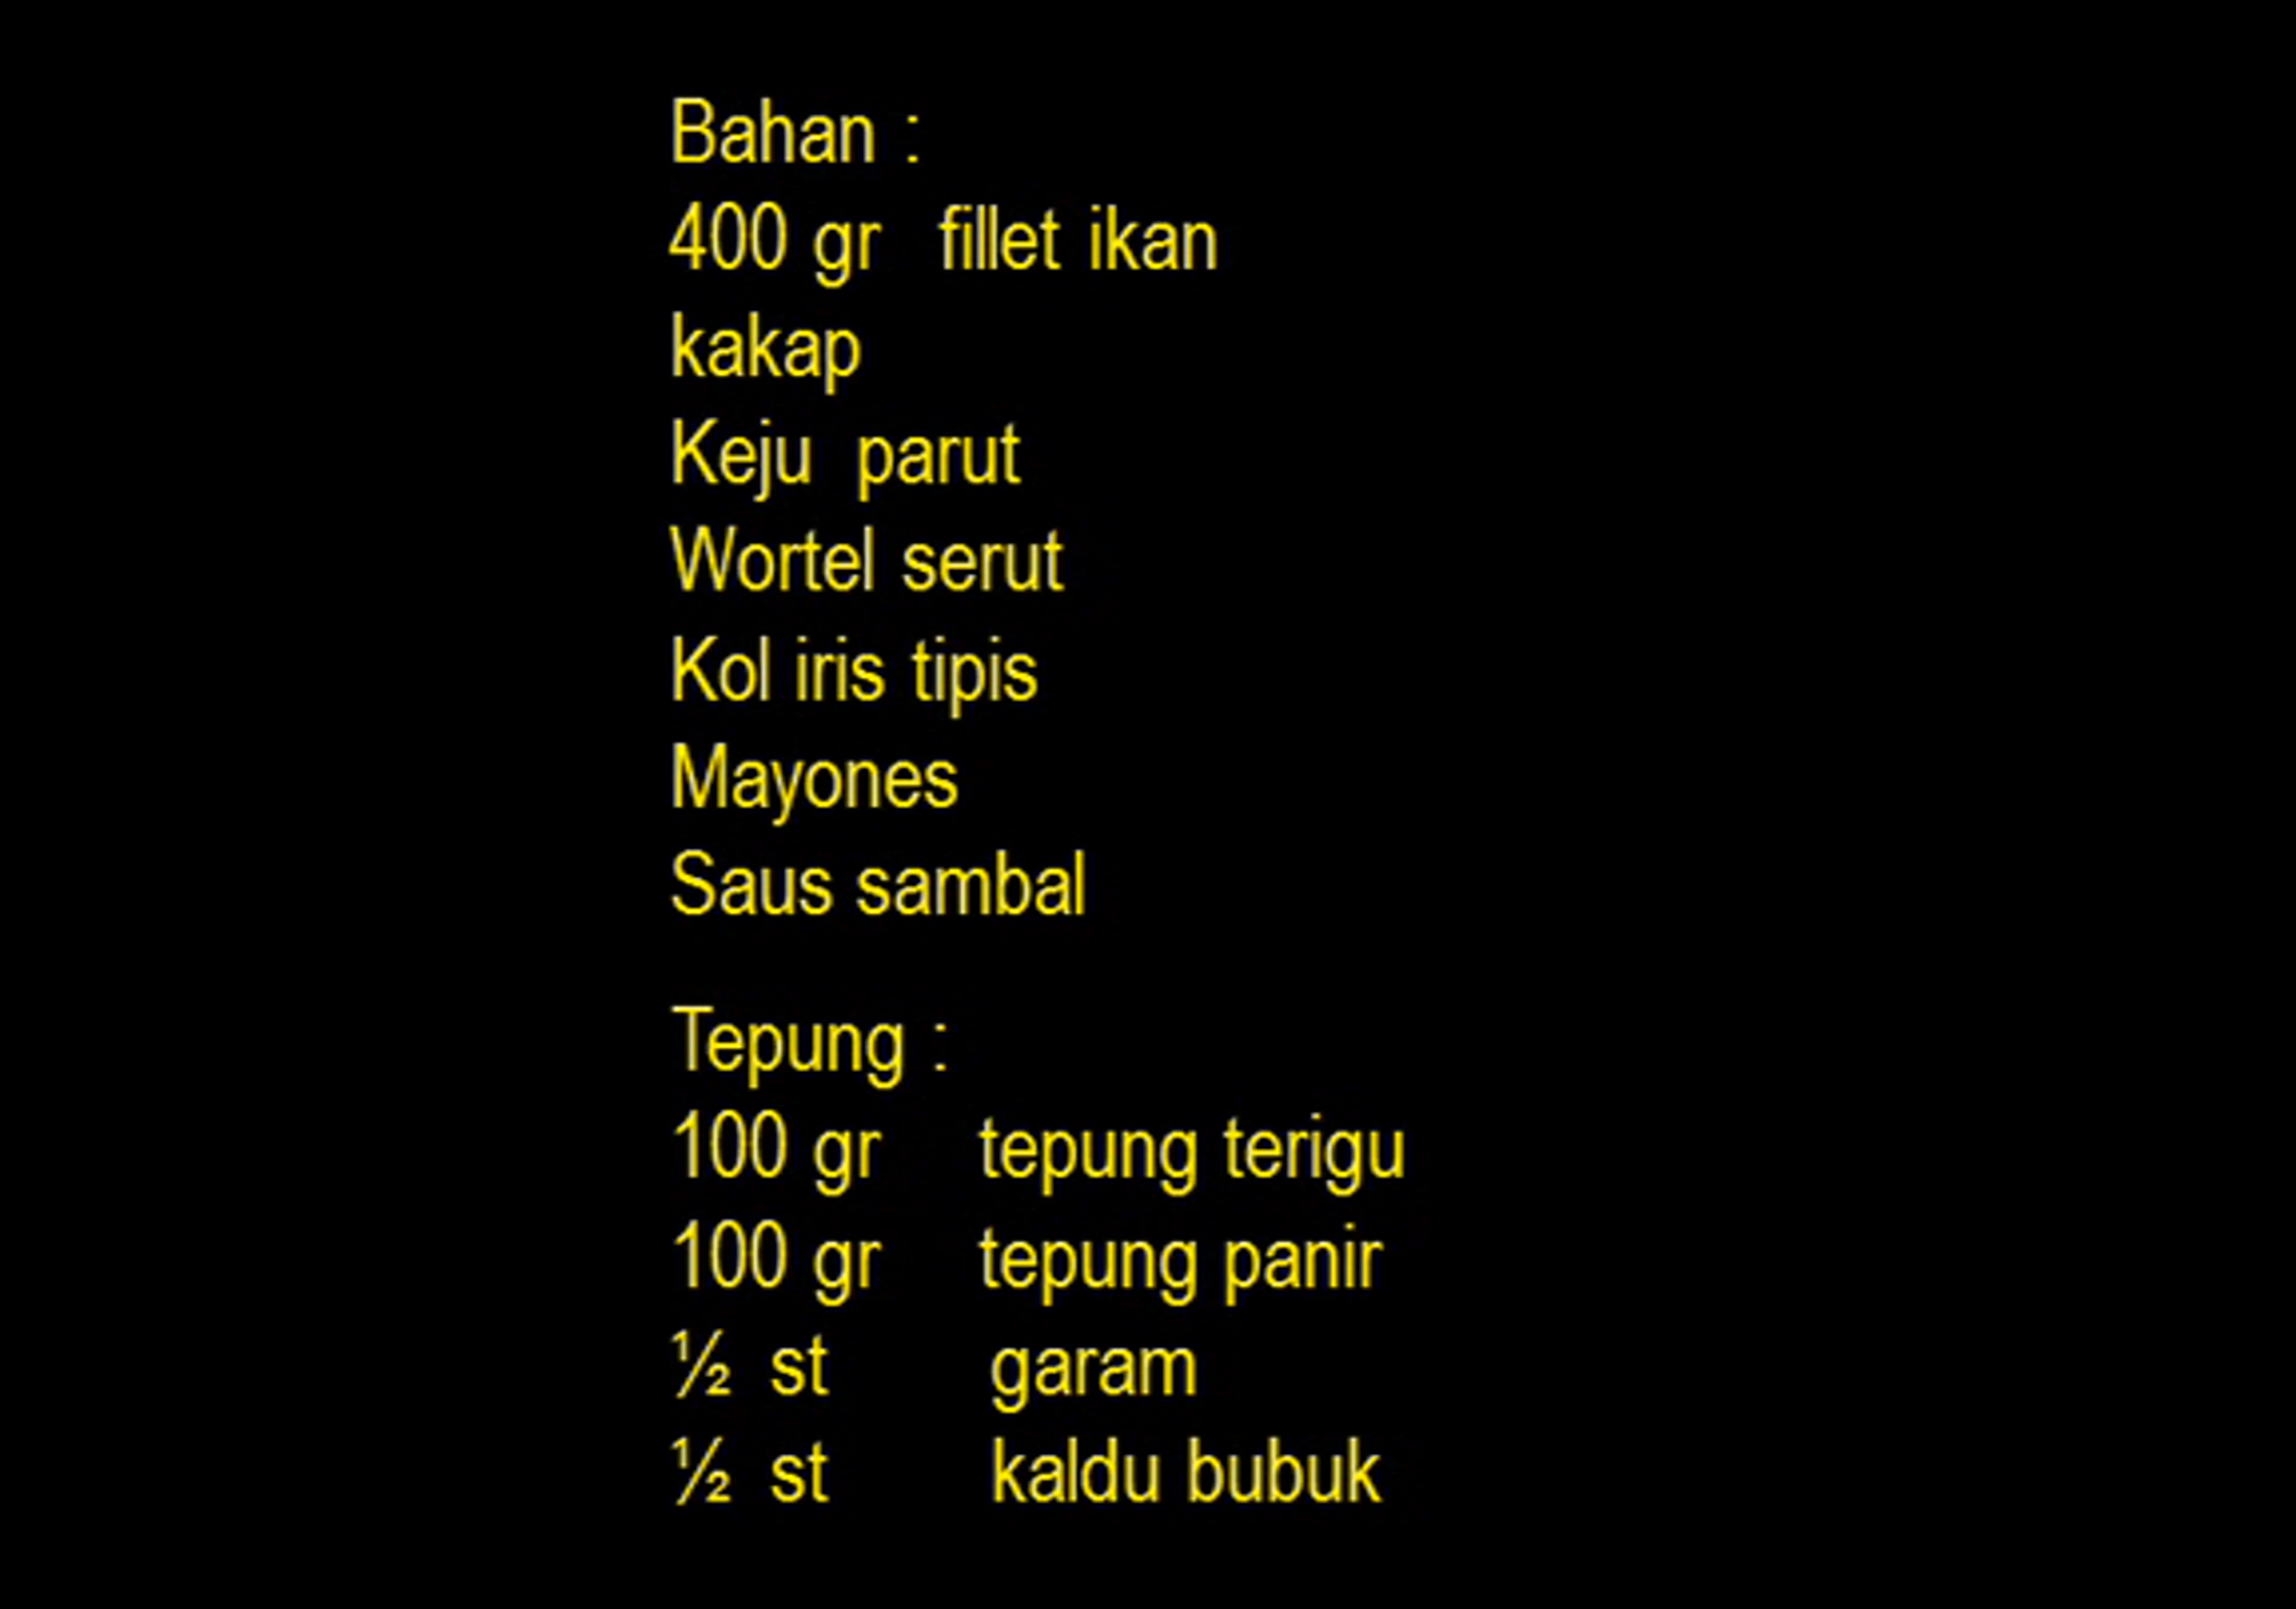 Bahan :
400 gr fillet ikan
kakap
Keju parut
Wortel serut
Kol iris tipis
Mayones
Saus sambal
Tepung :
100 gr tepung terigu
100 gr tepung panir
½ st garam
½ st kaldu bubuk